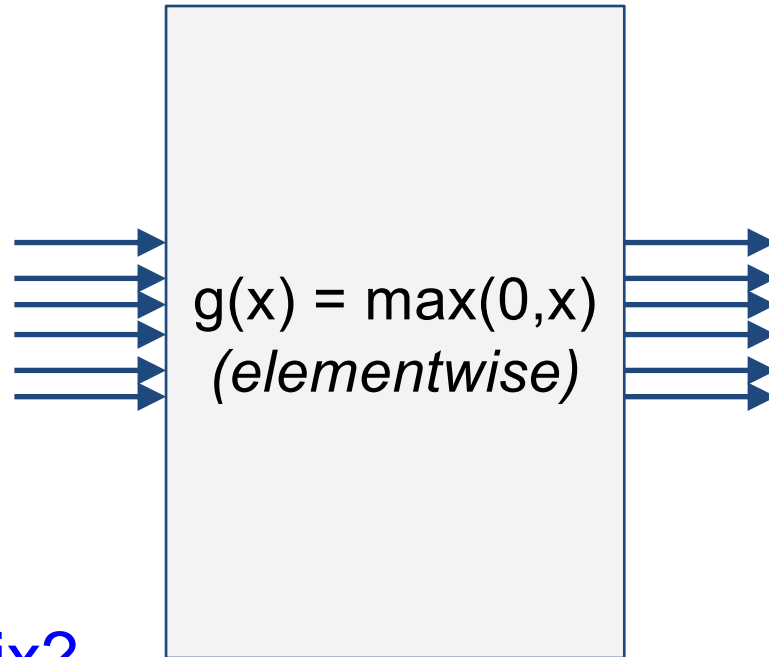 g(x) = max(0,x)
(elementwise)